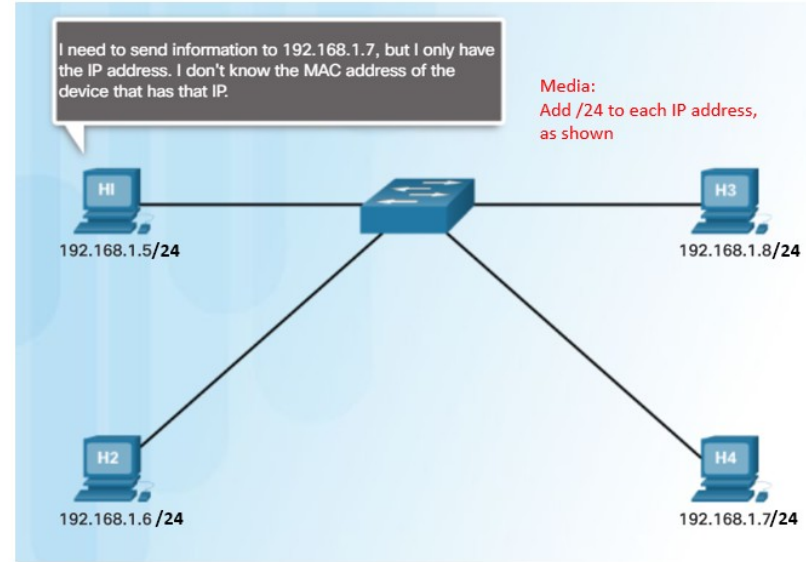 I need to send information to 192.168.1.7, but I only have
the IP address. I don't know the MAC address of the
device that has that IP.
Media:
Add /24 to each IP address,
as shown
H1
H3
192.168.1.5/24
192.168.1.8/24
H2
H4
192.168.1.6 /24
192.168.1.7/24